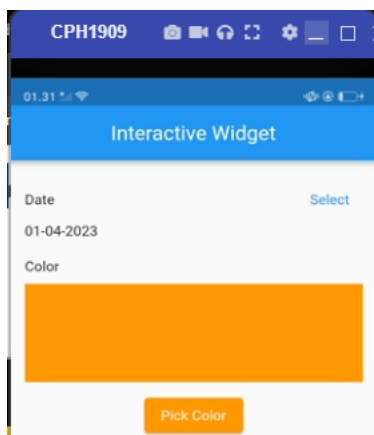 CPH1909
01.31
Interactive Widget
Date Select
01-04-2023
Color
Pick Color